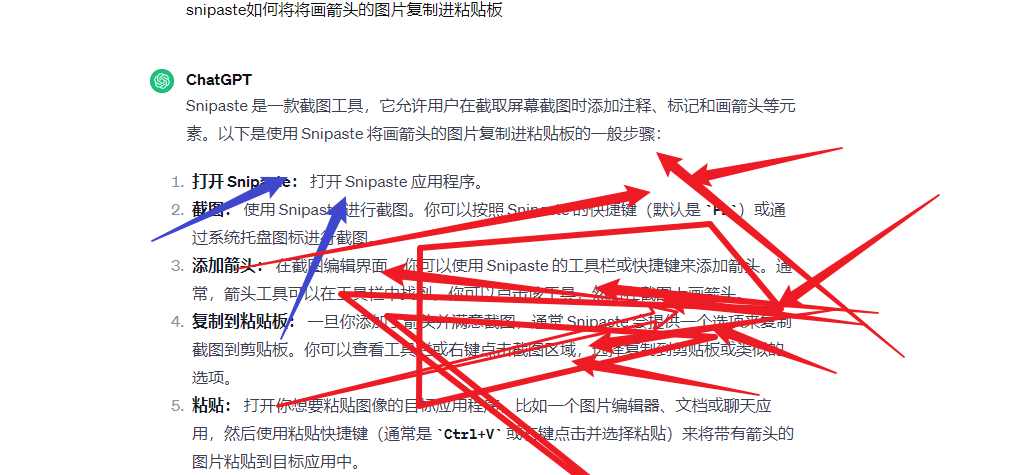 snipaste如何将将画箭头的图片复制进粘贴板
ChatGPT
Snipaste 是一款截图工具，它允许用户在截取屏幕截图时添加注释、标记和画箭头等元
素。以下是使用 Snipaste 将画箭头的图片复制进粘贴板的一般步骤：
1. 打开 Snipaste： 打开 Snipaste 应用程序。
2. 截图： 使用 Snipaste 进行截图。你可以按照 Snipaste 的快捷键（默认是 `F1`）或通
过系统托盘图标进行截图。
3. 添加箭头： 在截图编辑界面，你可以使用 Snipaste 的工具栏或快捷键来添加箭头。通
常，箭头工具可以在工具栏中找到，你可以点击该工具，然后在截图上画箭头。
4. 复制到粘贴板： 一旦你添加了箭头并满意截图，通常 Snipaste 会提供一个选项来复制
截图到剪贴板。你可以查看工具栏或右键点击截图区域，选择复制到剪贴板或类似的
选项。
5. 粘贴： 打开你想要粘贴图像的目标应用程序，比如一个图片编辑器、文档或聊天应
用，然后使用粘贴快捷键（通常是 `Ctrl+V` 或右键点击并选择粘贴）来将带有箭头的
图片粘贴到目标应用中。